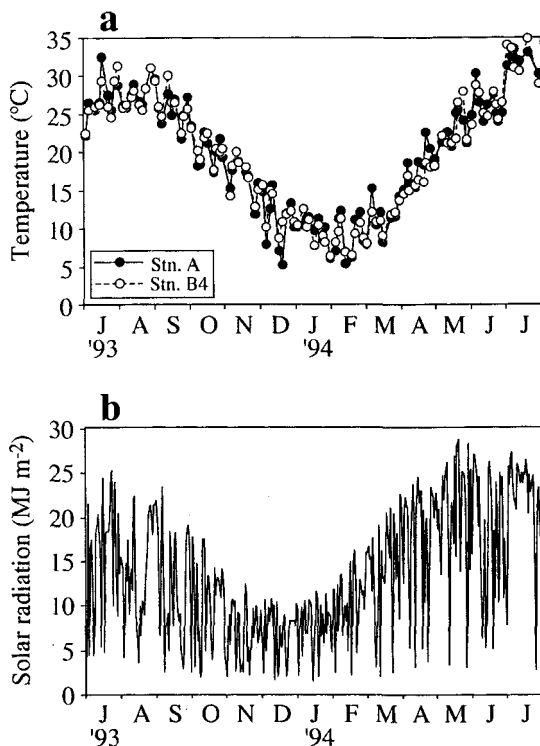 a
Temperature (°C)
35
30
25
20
15
10
5
0
Stn. A
Stn. B4
J A S O N D J F M A M J J
'93 '94
b
Solar radiation (MJ m-2)
30
25
20
15
10
5
0
J A S O N D J F M A M J J
'93 '94